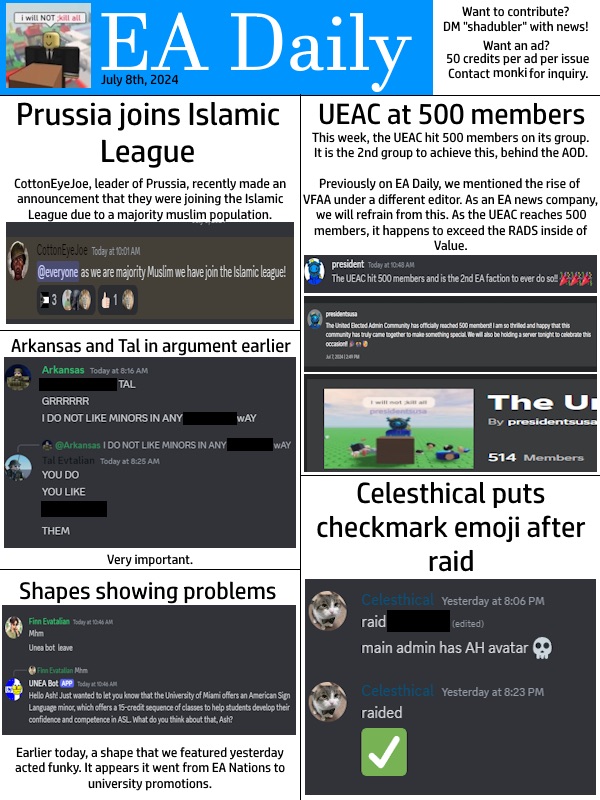 i will NOT ;kill all
EA Daily
July 8th, 2024
Want to contribute?
DM "shadubler" with news!
Want an ad?
50 credits per ad per issue
Contact monki for inquiry.
Prussia joins Islamic
League
CottonEyeJoe, leader of Prussia, recently made an
announcement that they were joining the Islamic
League due to a majority muslim population.
CottonEyeJoe Today at 10:01 AM
@everyone as we are majority Muslim we have join the Islamic league!
3 1
Arkansas and Tal in argument earlier
Arkansas Today at 8:16 AM
TAL
GRRRRRR
I DO NOT LIKE MINORS IN ANY wAY
@Arkansas I DO NOT LIKE MINORS IN ANY wAY
Tal Evtalian Today at 8:25 AM
YOU DO
YOU LIKE
THEM
Very important.
Shapes showing problems
Finn Evatalian Today at 10:46 AM
Mhm
Unea bot leave
Finn Evatalian Mhm
UNEA Bot APP Today at 10:46 AM
Hello Ash! Just wanted to let you know that the University of Miami offers an American Sign
Language minor, which offers a 15-credit sequence of classes to help students develop their
confidence and competence in ASL. What do you think about that, Ash?
Earlier today, a shape that we featured yesterday
acted funky. It appears it went from EA Nations to
university promotions.
UEAC at 500 members
This week, the UEAC hit 500 members on its group.
It is the 2nd group to achieve this, behind the AOD.
Previously on EA Daily, we mentioned the rise of
VFAA under a different editor. As an EA news company,
we will refrain from this. As the UEAC reaches 500
members, it happens to exceed the RADS inside of
Value.
president Today at 10:48 AM
The UEAC hit 500 members and is the 2nd EA faction to ever do so!!
presidentsusa
The United Elected Admin Community has officially reached 500 members! I am so thrilled and happy that this
community has truly came together to make something special. We will also be holding a server tonight to celebrate this
occasion!!
Jul 7, 2024 | 2:49 PM
i will not ;kill all
presidentsusa
The Un
By presidentsusa
514 Members
Celesthical puts
checkmark emoji after
raid
Celesthical Yesterday at 8:06 PM
raid (edited)
main admin has AH avatar
Celesthical Yesterday at 8:23 PM
raided